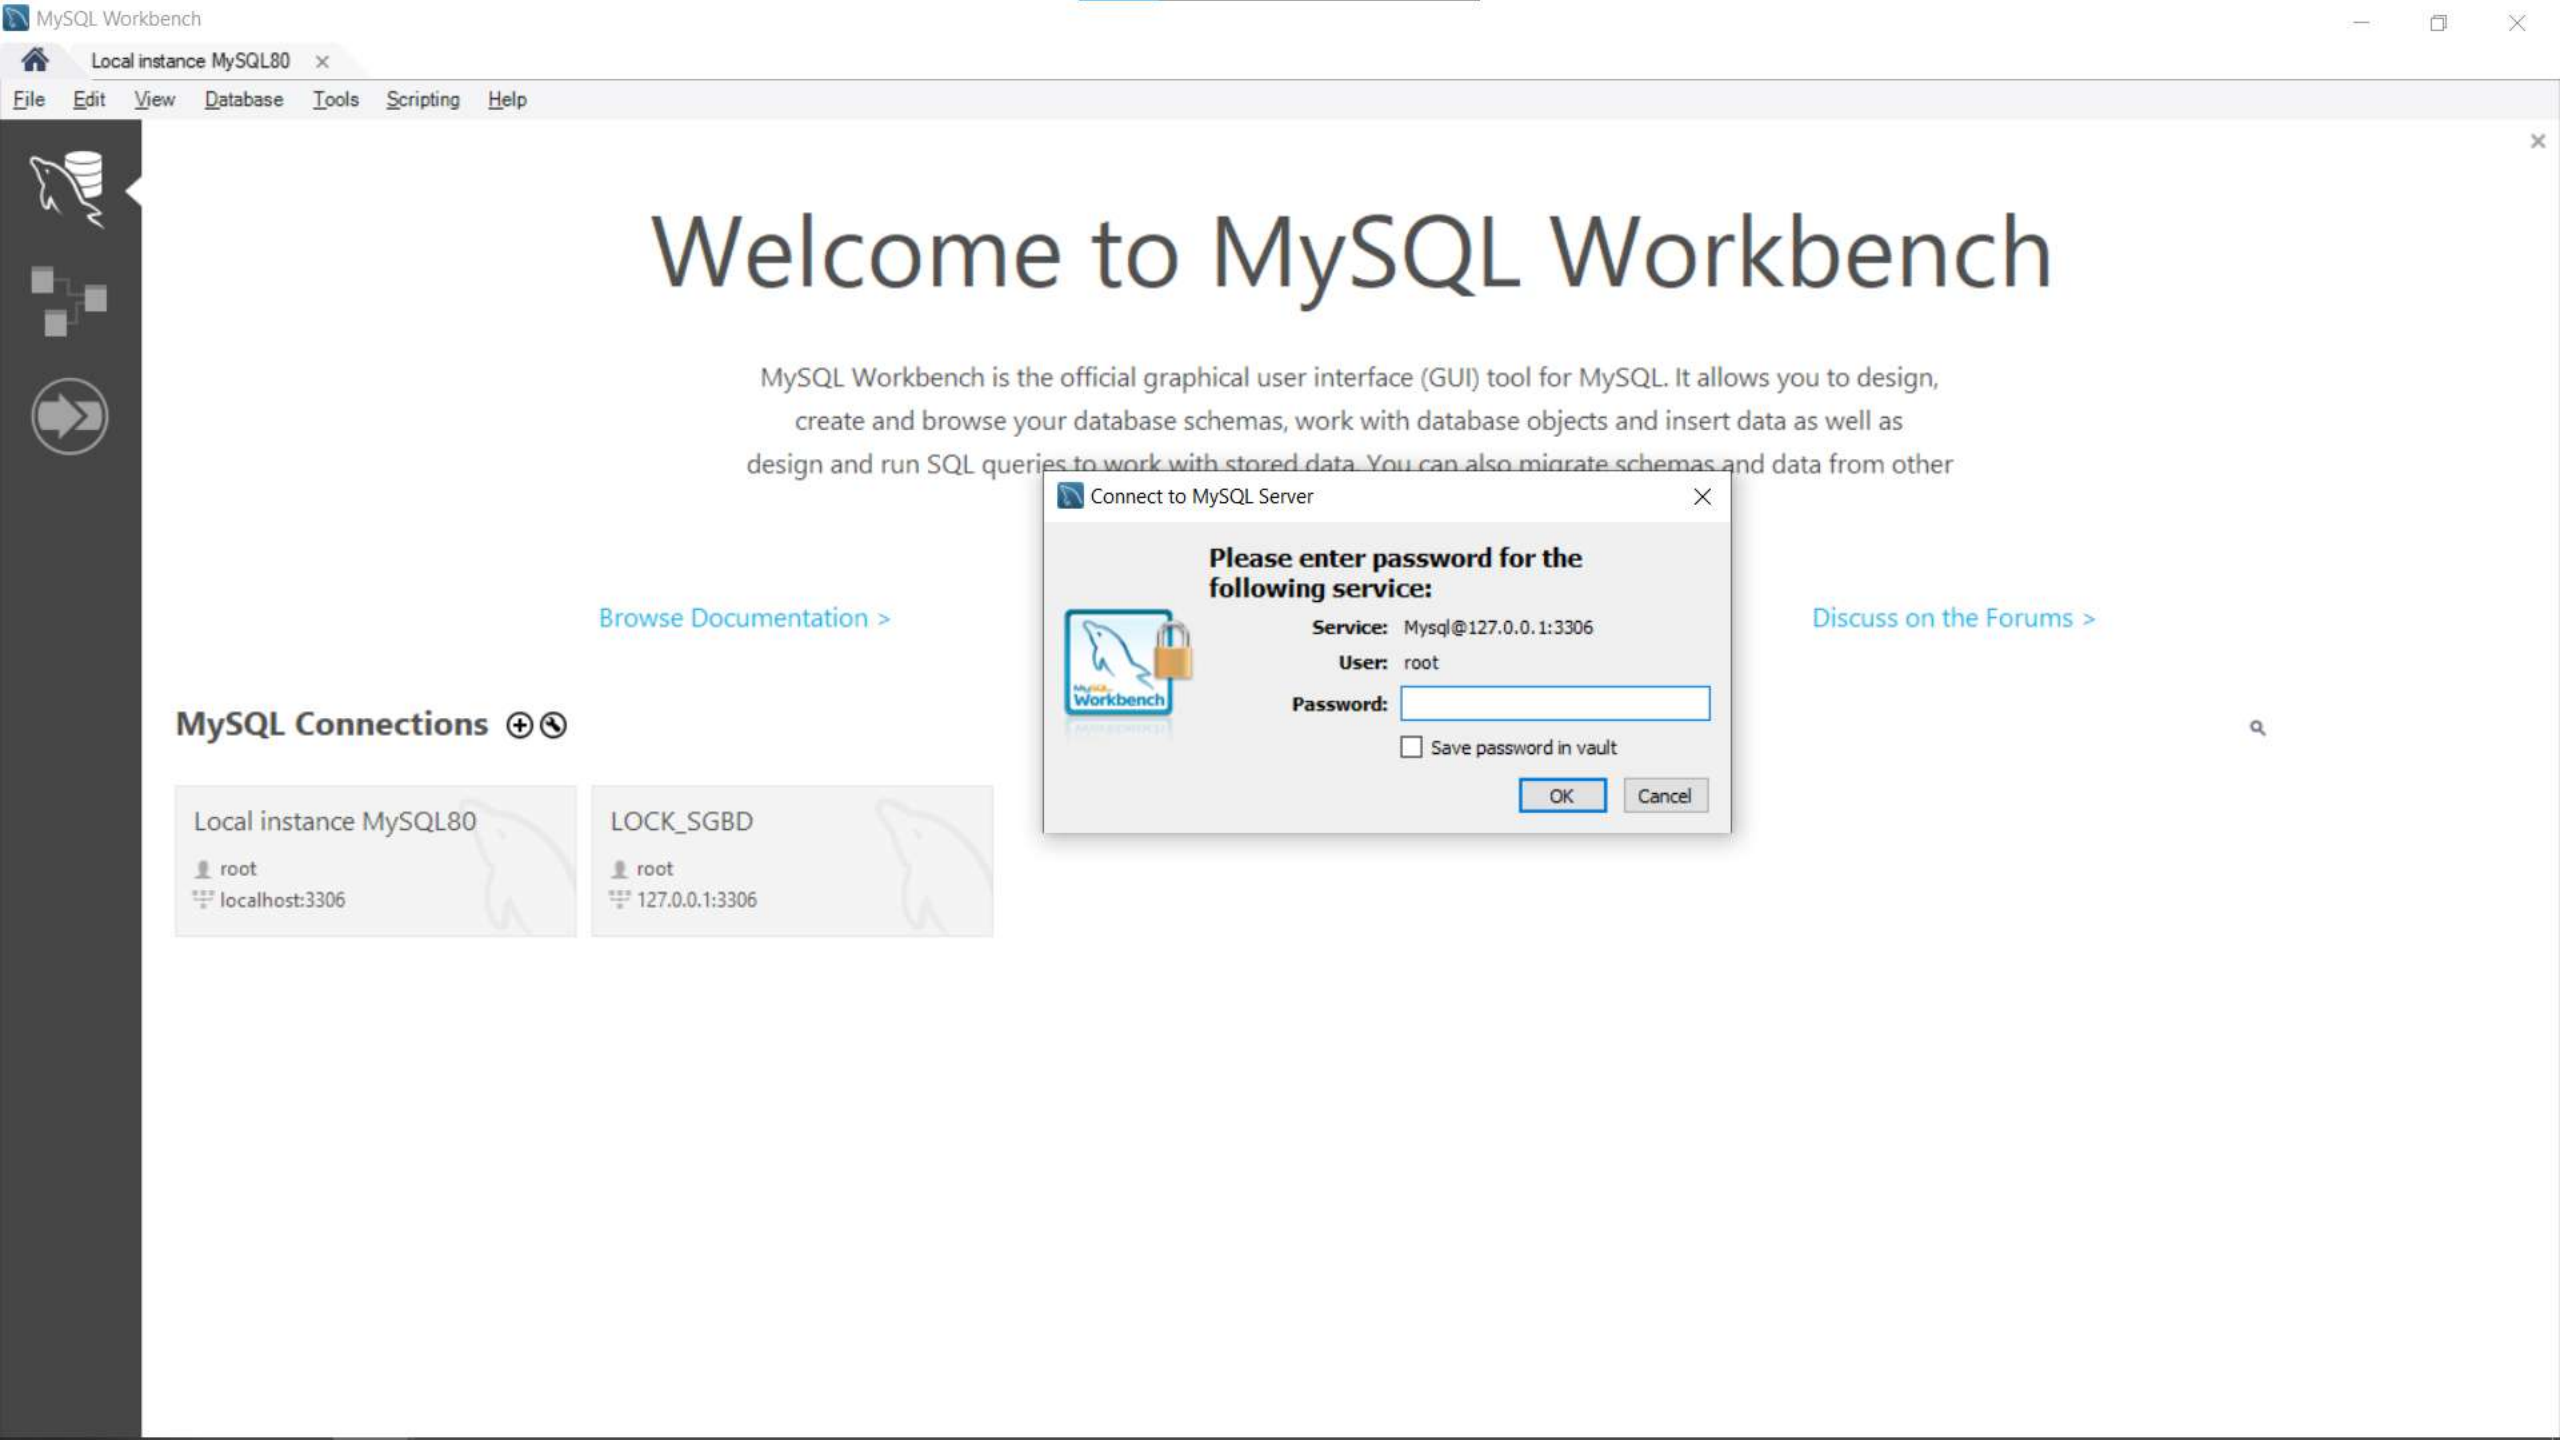 MySQL Workbench
Local instance MySQL80
File Edit View Database Tools Scripting Help
Welcome to MySQL Workbench
MySQL Workbench is the official graphical user interface (GUI) tool for MySQL. It allows you to design,
create and browse your database schemas, work with database objects and insert data as well as
design and run SQL queries to work with stored data. You can also migrate schemas and data from other
Connect to MySQL Server
Please enter password for the
following service:
Service: Mysql@127.0.0.1:3306
User: root
Password:
Save password in vault
OK Cancel
MySQL Workbench
Browse Documentation >
Discuss on the Forums >
MySQL Connections
Local instance MySQL80
root
localhost:3306
LOCK_SGBD
root
127.0.0.1:3306